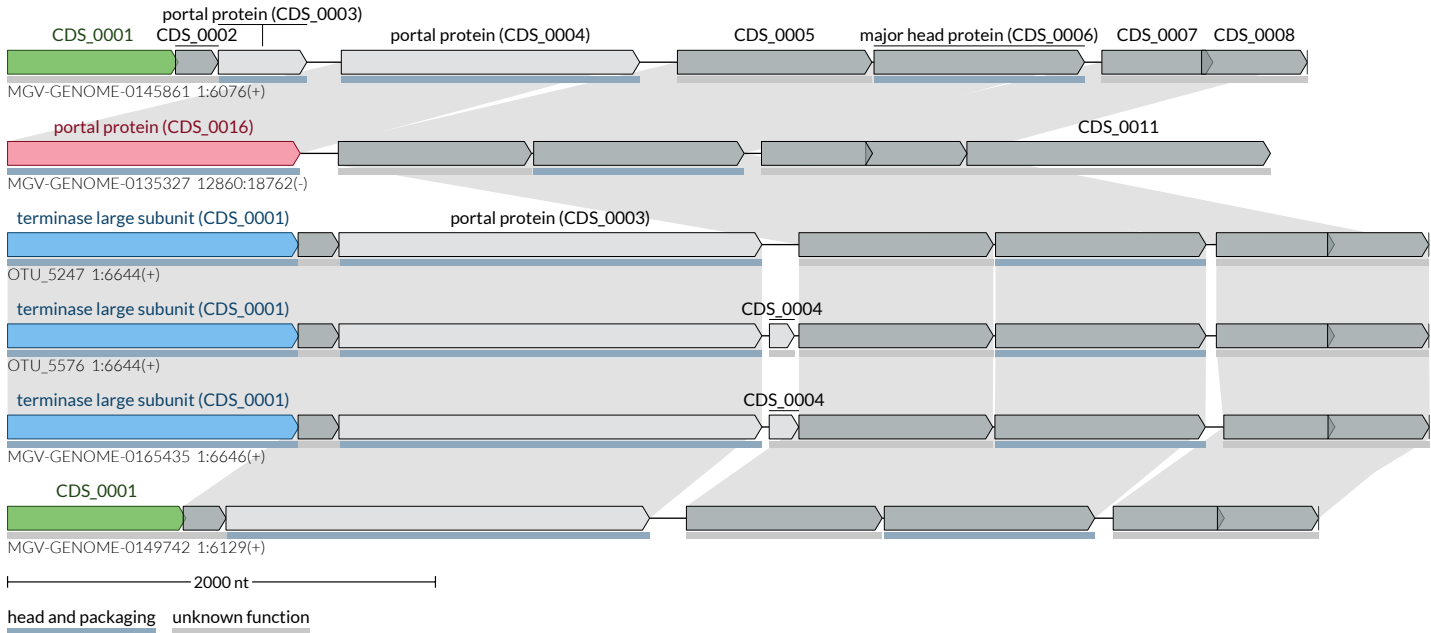 portal protein (CDS_0003)
CDS_0001 CDS_0002 portal protein (CDS_0004) CDS_0005 major head protein (CDS_0006) CDS_0007 CDS_0008
MGV-GENOME-0145861 1:6076(+)
portal protein (CDS_0016) CDS_0011
MGV-GENOME-0135327 12860:18762(-)
terminase large subunit (CDS_0001) portal protein (CDS_0003)
OTU_5247 1:6644(+)
terminase large subunit (CDS_0001) CDS_0004
OTU_5576 1:6644(+)
terminase large subunit (CDS_0001) CDS_0004
MGV-GENOME-0165435 1:6646(+)
CDS_0001
MGV-GENOME-0149742 1:6129(+)
2000 nt
head and packaging unknown function